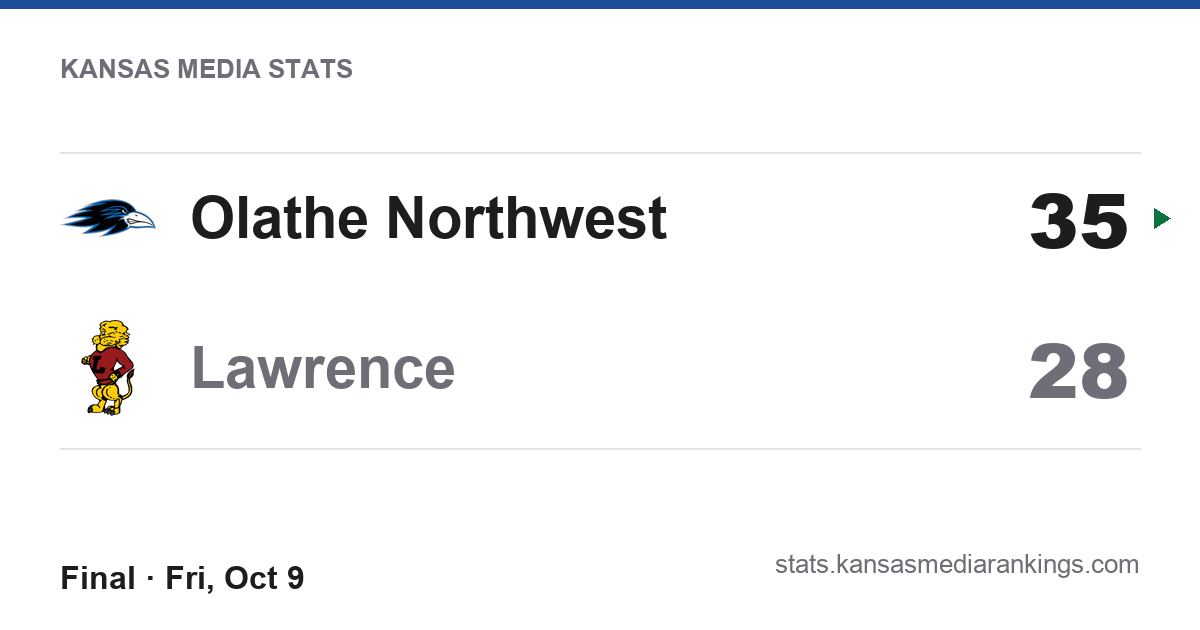 KANSAS MEDIA STATS
Olathe Northwest 35
Lawrence 28
Final · Fri, Oct 9
stats.kansasmediarankings.com